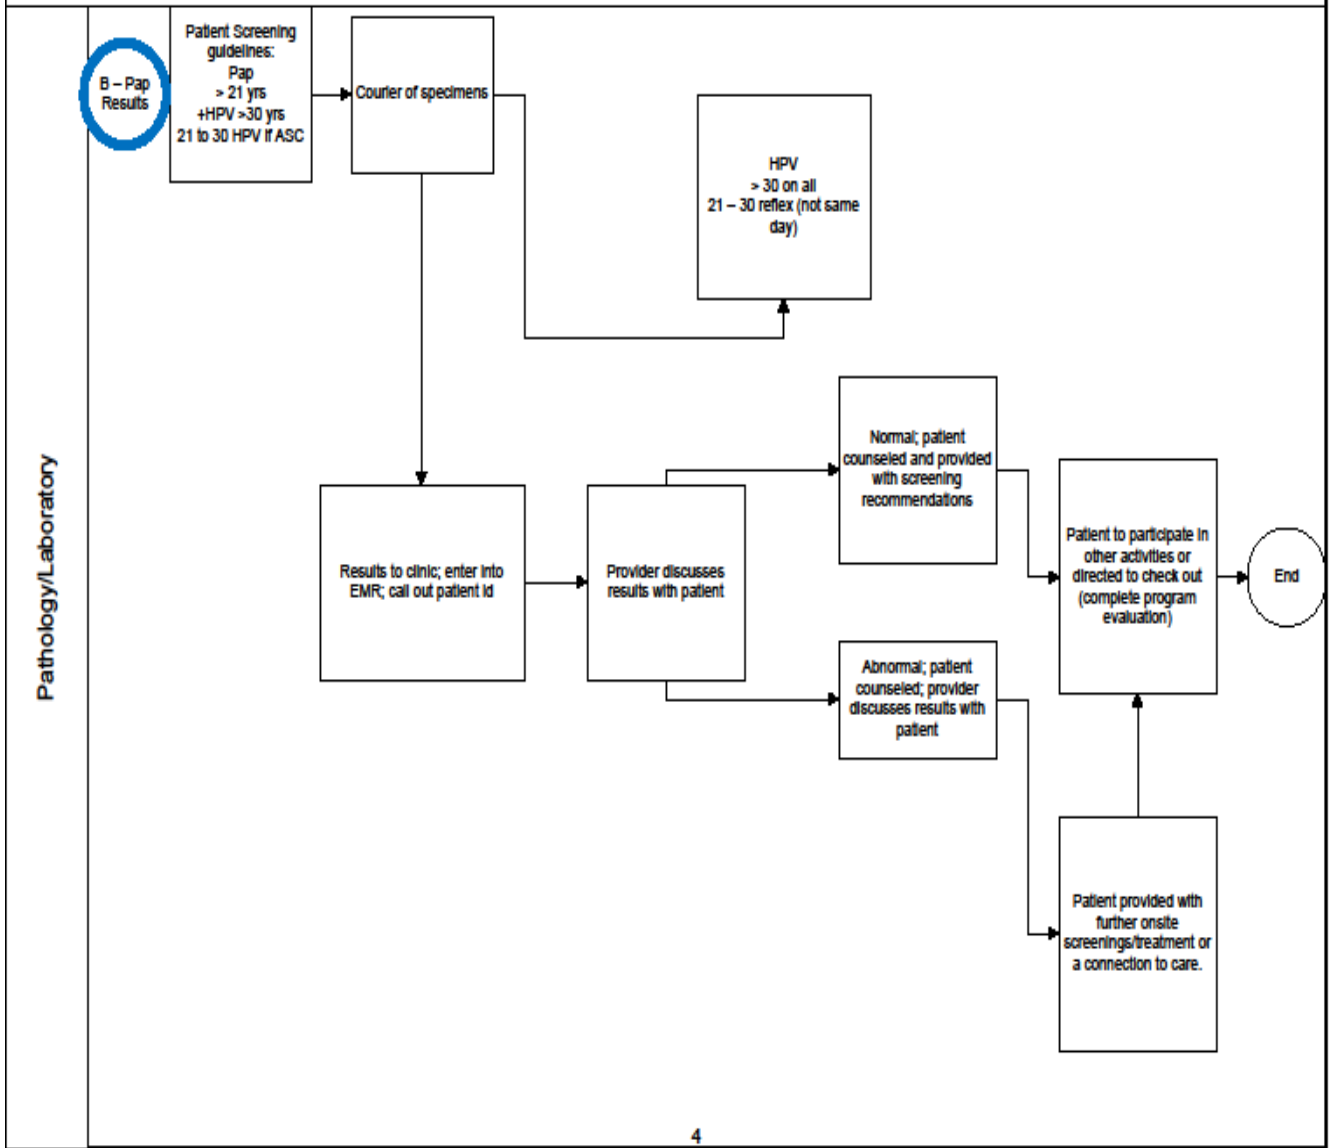 B – Pap
Results
Patient Screening
guidelines:
Pap
> 21 yrs
+HPV >30 yrs
21 to 30 HPV if ASC
Courier of specimens
HPV
> 30 on all
21 – 30 reflex (not same
day)
Pathology/Laboratory
Results to clinic; enter into
EMR; call out patient id
Provider discusses
results with patient
Normal; patient
counseled and provided
with screening
recommendations
Abnormal; patient
counseled; provider
discusses results with
patient
Patient to participate in
other activities or
directed to check out
(complete program
evaluation)
End
Patient provided with
further onsite
screenings/treatment or
a connection to care.
4